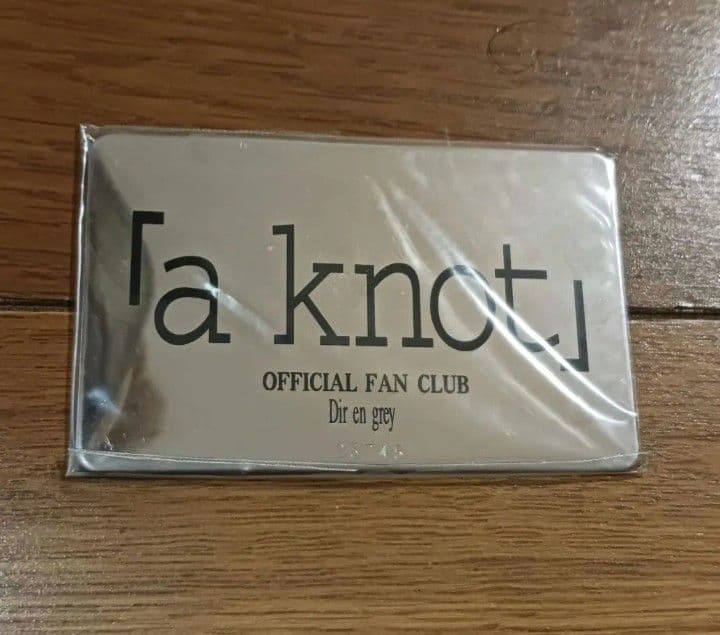 「a knot」
OFFICIAL FAN CLUB
Dir en grey